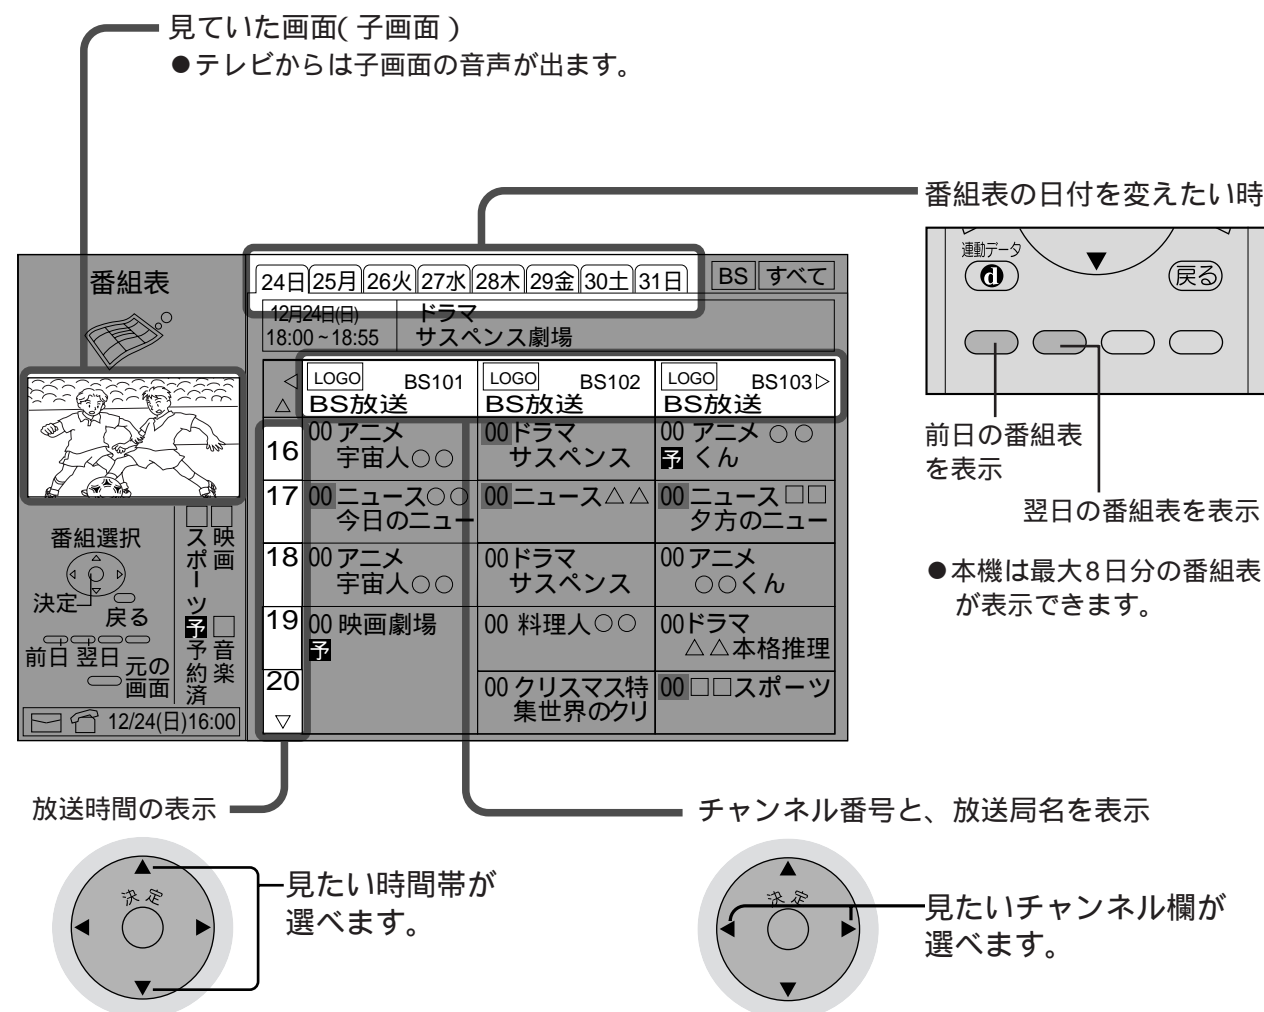 見ていた画面(子画面)
●テレビからは子画面の音声が出ます。
番組表の日付を変えたい時
連動データ
d
戻る
前日の番組表
を表示
翌日の番組表を表示
●本機は最大8日分の番組表
が表示できます。
番組表
24日 25月 26火 27水 28木 29金 30土 31日 BS すべて
12月24日(日) ドラマ
18:00~18:55 サスペンス劇場
◁ LOGO BS101 LOGO BS102 LOGO BS103▷
△ BS放送 BS放送 BS放送
16 00 アニメ 00 ドラマ 00 アニメ ○○
宇宙人○○ サスペンス 予 くん
17 00 ニュース○○ 00 ニュース△△ 00 ニュース □□
今日のニュー 夕方のニュー
18 00 アニメ 00 ドラマ 00 アニメ
宇宙人○○ サスペンス ○○くん
19 00 映画劇場 00 料理人○○ 00 ドラマ
予 △△本格推理
20 00 クリスマス特 00 □□スポーツ
▽ 集世界のクリ
番組選択
決定
戻る
前日 翌日 元の
画面
□映画
□スポーツ
□音楽
予 予約済
12/24(日)16:00
放送時間の表示
チャンネル番号と、放送局名を表示
決定
見たい時間帯が
選べます。
決定
見たいチャンネル欄が
選べます。